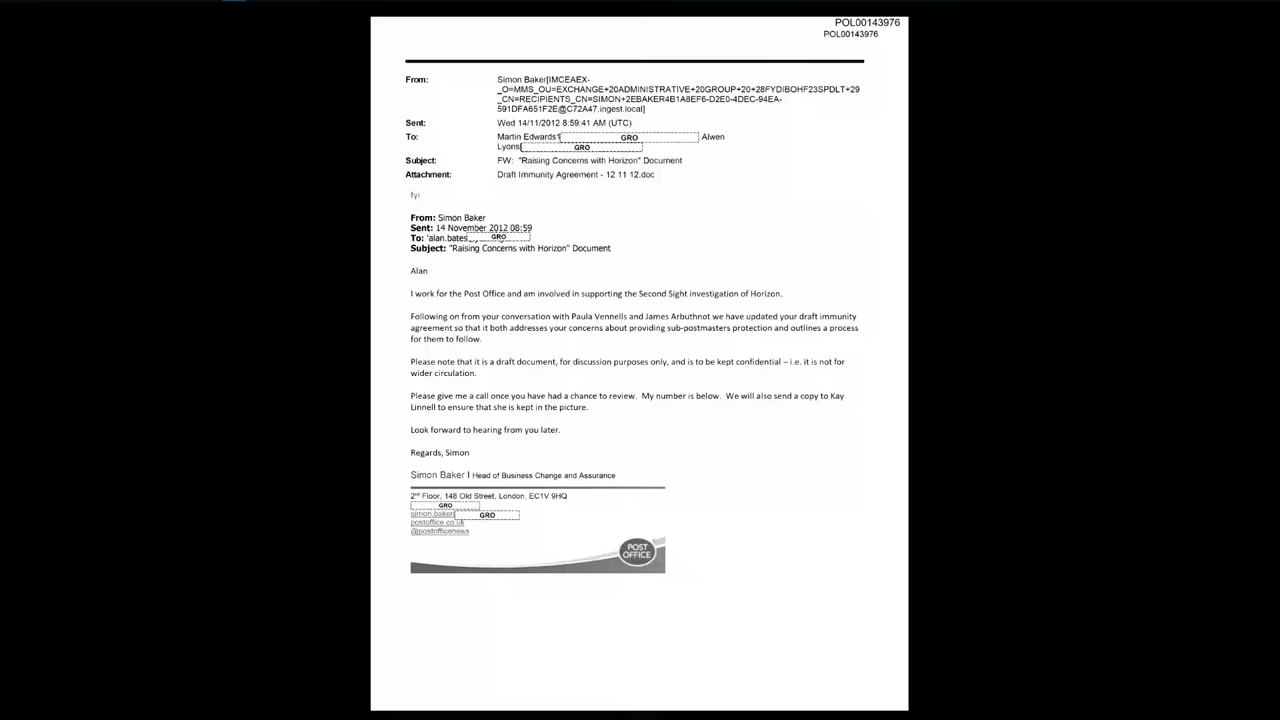 POL00143976
POL00143976
From: Simon Baker[IMCEAEX-
_O=MMS_OU=EXCHANGE+20ADMINISTRATIVE+20GROUP+20+28FYDIBOHF23SPDLT+29
_CN=RECIPIENTS_CN=SIMON+2EBAKER4B1A8EF6-D2E0-4DEC-94EA-
591DFA651F2E@C72A47.ingest.local]
Sent: Wed 14/11/2012 8:59:41 AM (UTC)
To: Martin Edwards GRO Alwen
Lyons GRO
Subject: FW: "Raising Concerns with Horizon" Document
Attachment: Draft Immunity Agreement - 12 11 12.doc
fyi
From: Simon Baker
Sent: 14 November 2012 08:59
To: 'alan.bates GRO
Subject: "Raising Concerns with Horizon" Document
Alan
I work for the Post Office and am involved in supporting the Second Sight investigation of Horizon.
Following on from your conversation with Paula Vennells and James Arbuthnot we have updated your draft immunity
agreement so that it both addresses your concerns about providing sub-postmasters protection and outlines a process
for them to follow.
Please note that it is a draft document, for discussion purposes only, and is to be kept confidential – i.e. it is not for
wider circulation.
Please give me a call once you have had a chance to review. My number is below. We will also send a copy to Kay
Linnell to ensure that she is kept in the picture.
Look forward to hearing from you later.
Regards, Simon
Simon Baker I Head of Business Change and Assurance
2nd Floor, 148 Old Street, London, EC1V 9HQ
GRO
simon.baker GRO
postoffice.co.uk
@postofficenews
POST
OFFICE